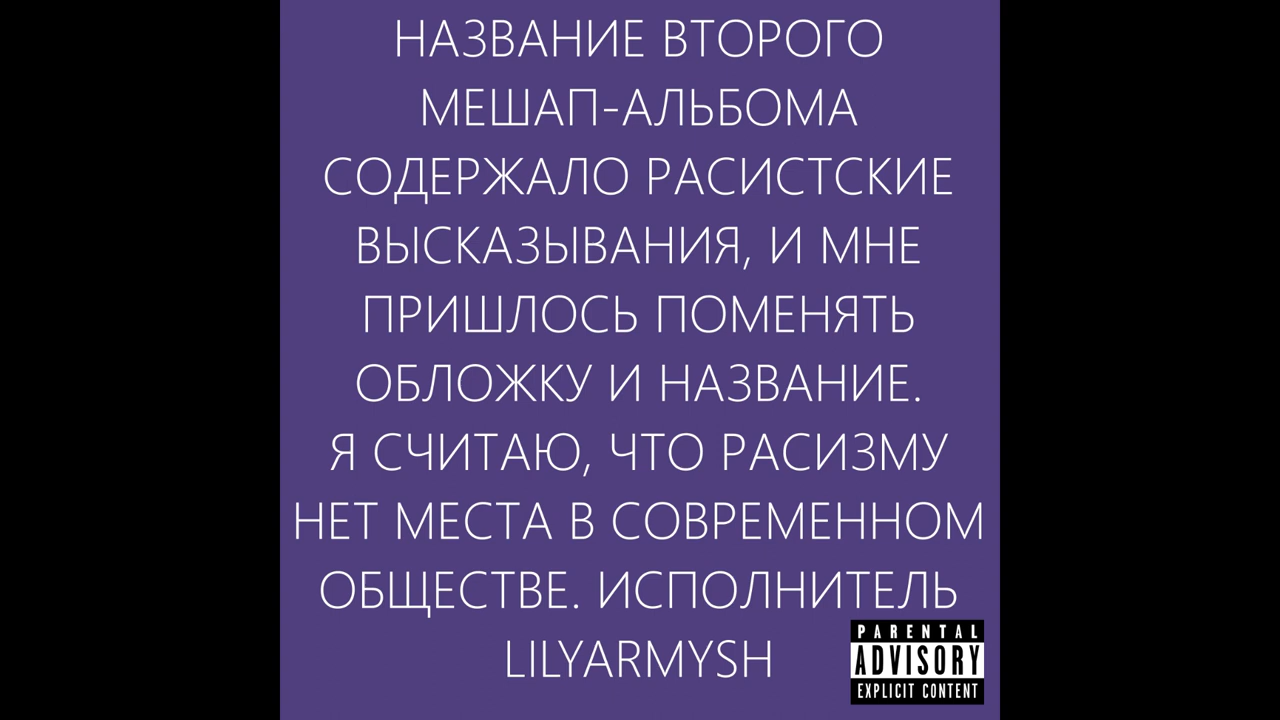 НАЗВАНИЕ ВТОРОГО
МЕШАП-АЛЬБОМА
СОДЕРЖАЛО РАСИСТСКИЕ
ВЫСКАЗЫВАНИЯ, И МНЕ
ПРИШЛОСЬ ПОМЕНЯТЬ
ОБЛОЖКУ И НАЗВАНИЕ.
Я СЧИТАЮ, ЧТО РАСИЗМУ
НЕТ МЕСТА В СОВРЕМЕННОМ
ОБЩЕСТВЕ. ИСПОЛНИТЕЛЬ
LILYARMYSH
PARENTAL
ADVISORY
EXPLICIT CONTENT